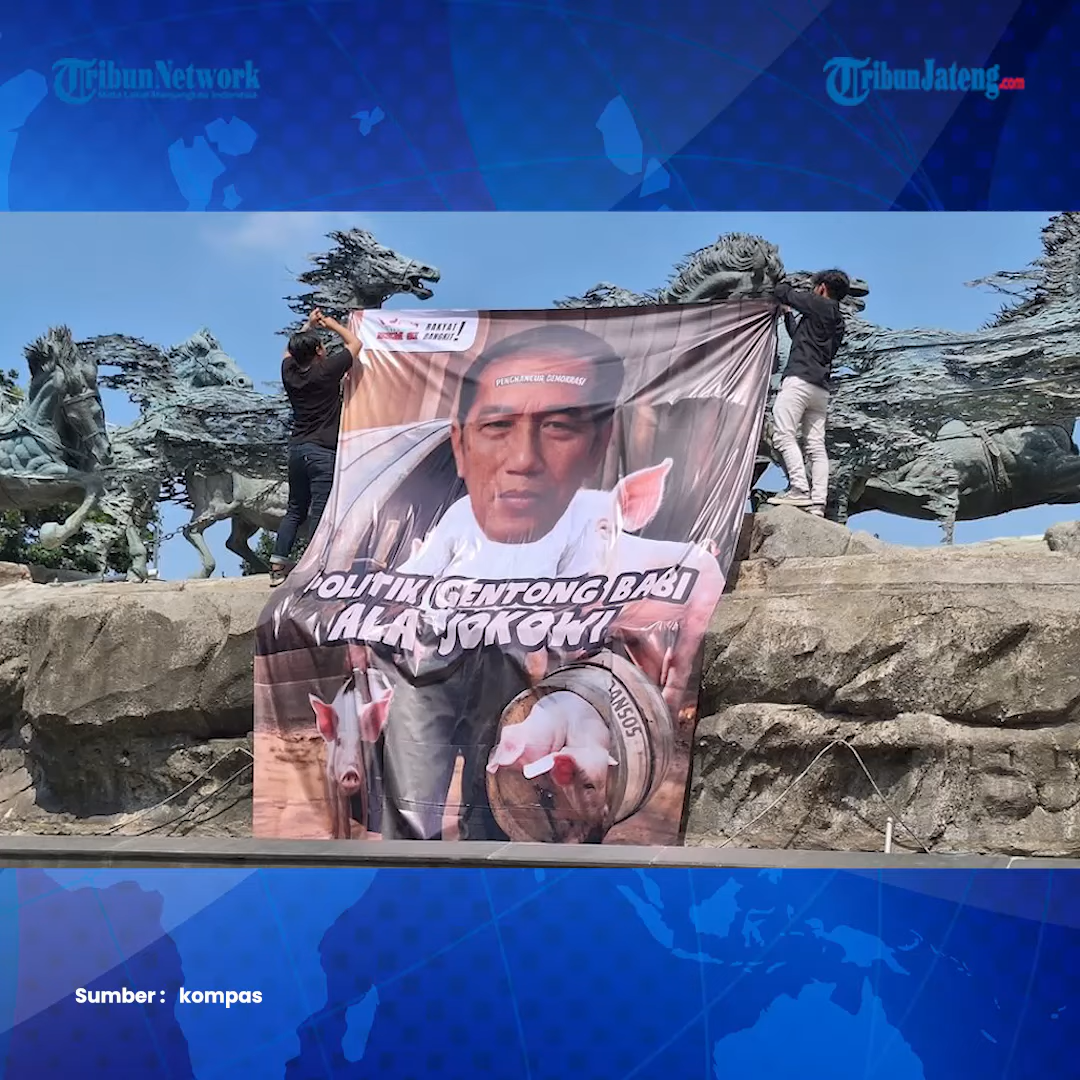 TribunNetwork
TribunJateng.com
RAKYAT
BANGKIT!
PENGHANCUR DEMOKRASI
POLITIK GENTONG BABI
ALA JOKOWI
BANSOS
Sumber : kompas